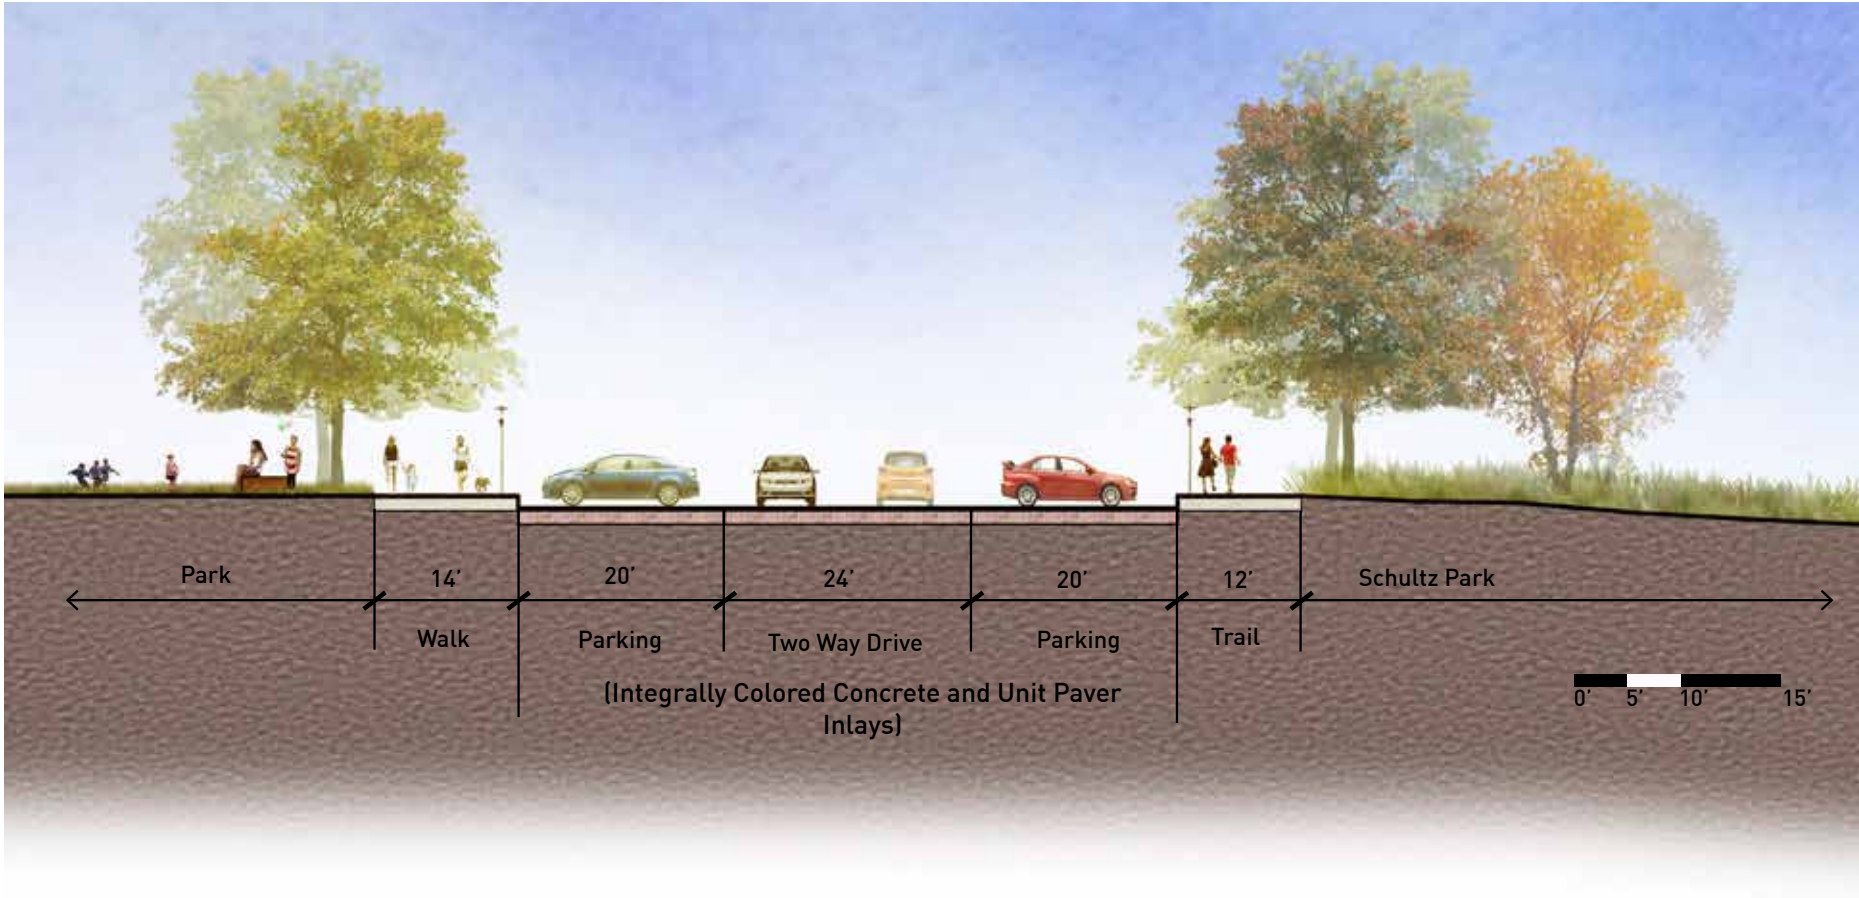 Park
14’
20’
24’
20’
12’
Schultz Park
Walk
Parking
Two Way Drive
Parking
Trail
(Integrally Colored Concrete and Unit Paver
Inlays)
0’ 5’ 10’ 15’